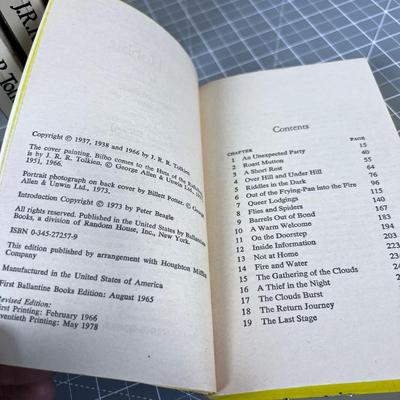 J.R.
R. Tol
Copyright © 1937, 1938 and 1966 by J. R. R. Tolkien.
The cover painting, Bilbo comes to the Huts of the
is by J. R. R. Tolkien, © George Allen & Unwin Ltd.,
1951, 1966.
Portrait photograph on back cover by Billett Potter, ©
Allen & Unwin Ltd., 1973.
Introduction Copyright © 1973 by Peter Beagle
All rights reserved. Published in the United States by Ballantine
Books, a division of Random House, Inc., New York.
ISBN 0-345-27257-9
This edition published by arrangement with Houghton Mifflin
Company
Manufactured in the United States of America
First Ballantine Books Edition: August 1965
Revised Edition:
First Printing: February 1966
Twentieth Printing: May 1978
Contents
CHAPTER PAGE
1 An Unexpected Party 15
2 Roast Mutton 40
3 A Short Rest 55
4 Over Hill and Under Hill 64
5 Riddles in the Dark 76
6 Out of the Frying-Pan into the Fire 96
7 Queer Lodgings 116
8 Flies and Spiders 140
9 Barrels Out of Bond
10 A Warm Welcome
11 On the Doorstep
12 Inside Information
13 Not at Home
14 Fire and Water
15 The Gathering of the Clouds
16 A Thief in the Night
17 The Clouds Burst
18 The Return Journey
19 The Last Stage